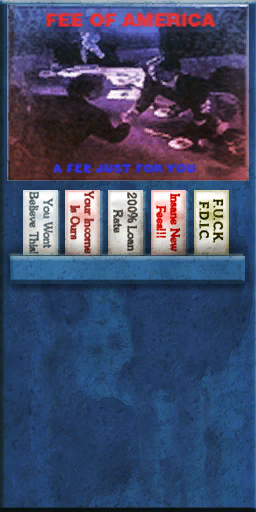 FEE OF AMERICA
A FEE JUST FOR YOU
You Wont
Believe This!
Your Income
Is Ours
200% Loan
Rate
Insane New
Fees!!!
F.U.C.K
F.D.I.C